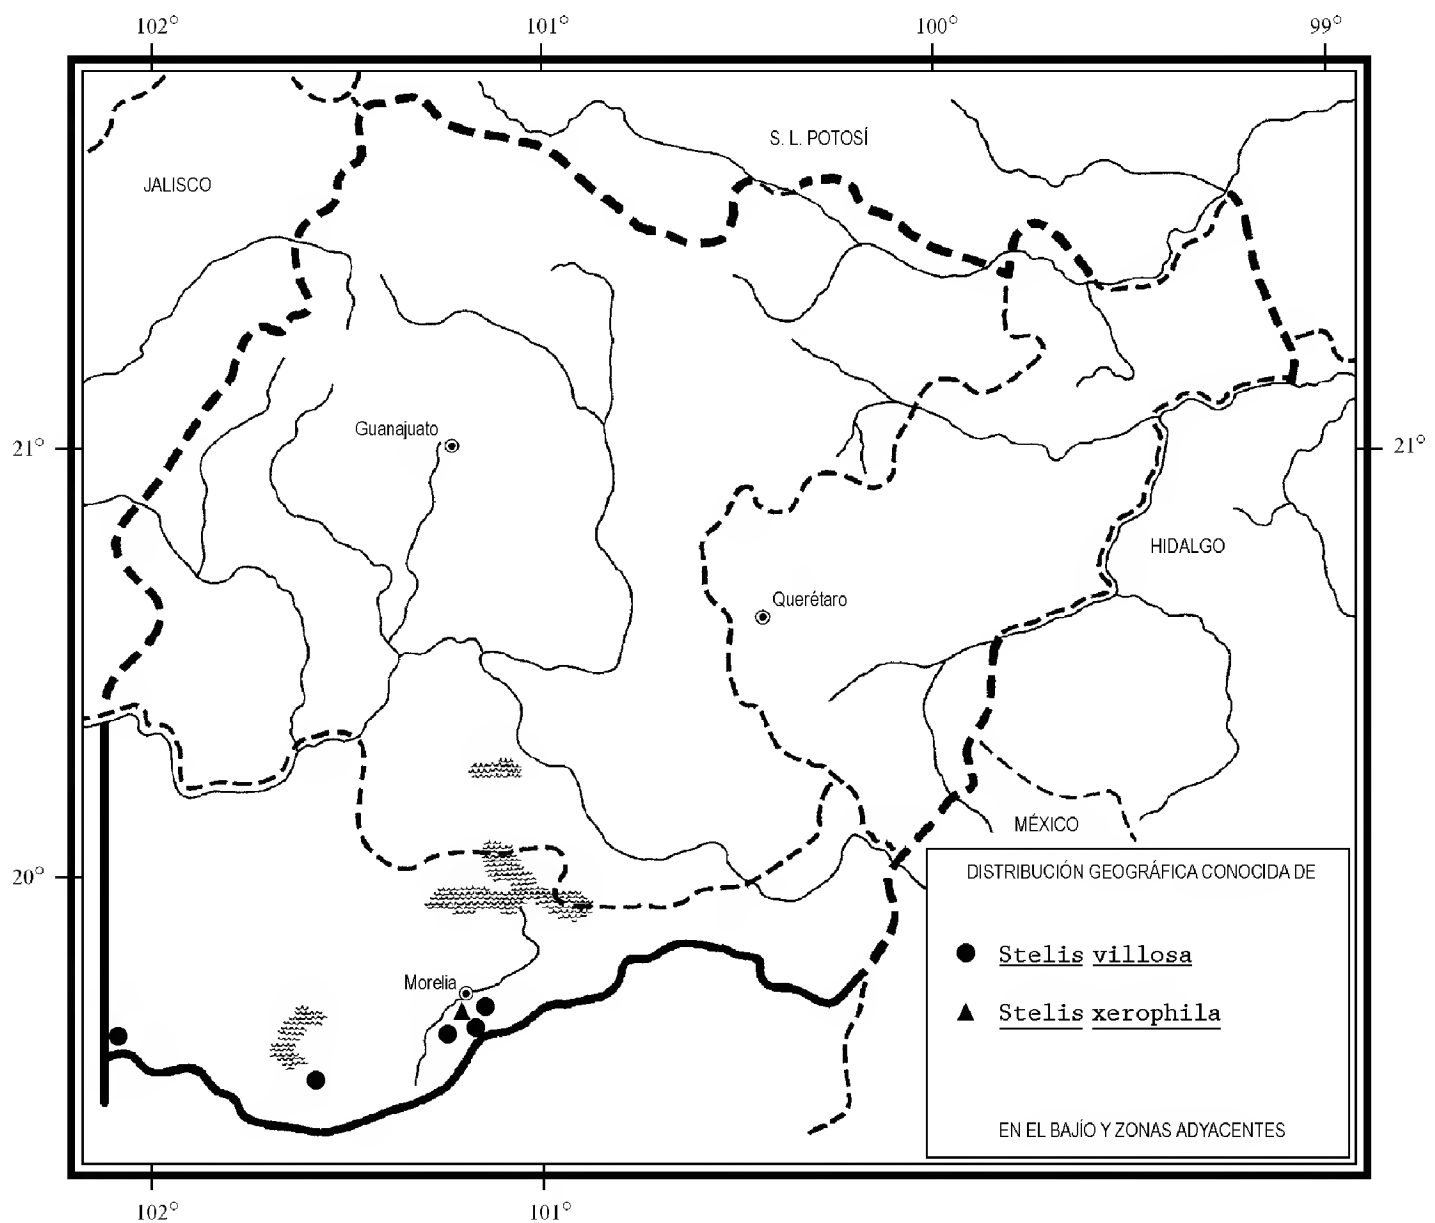 102° 101° 100° 99°
S. L. POTOSÍ
JALISCO
Guanajuato
21° 21°
HIDALGO
Querétaro
MÉXICO
20°
DISTRIBUCIÓN GEOGRÁFICA CONOCIDA DE
Stelis villosa
Morelia
Stelis xerophila
EN EL BAJÍO Y ZONAS ADYACENTES
102° 101°